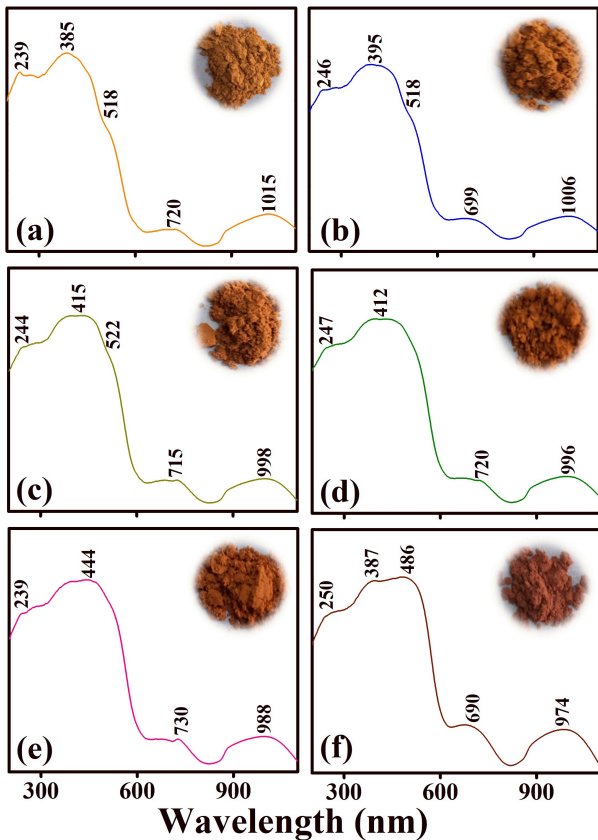 239 385 518 720 1015 (a)
246 395 518 699 1006 (b)
244 415 522 715 998 (c)
247 412 720 996 (d)
239 444 730 988 (e)
250 387 486 690 974 (f)
300 600 900 300 600 900
Wavelength (nm)